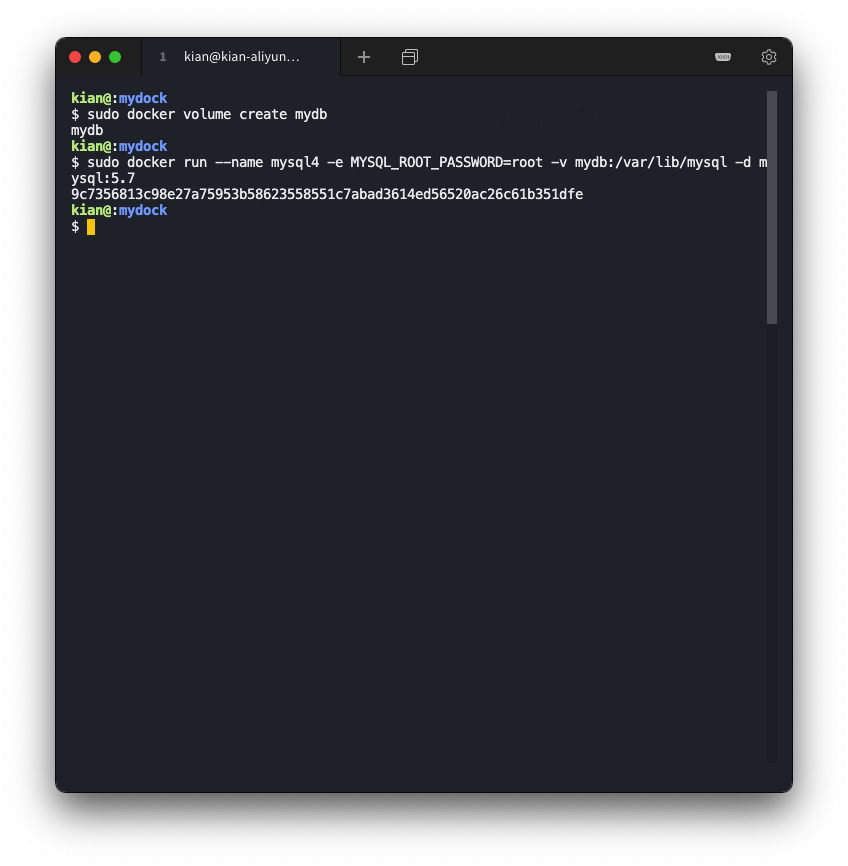 1 kian@kian-aliyun…
kian@:mydock
$ sudo docker volume create mydb
mydb
kian@:mydock
$ sudo docker run --name mysql4 -e MYSQL_ROOT_PASSWORD=root -v mydb:/var/lib/mysql -d m
ysql:5.7
9c7356813c98e27a75953b58623558551c7abad3614ed56520ac26c61b351dfe
kian@:mydock
$